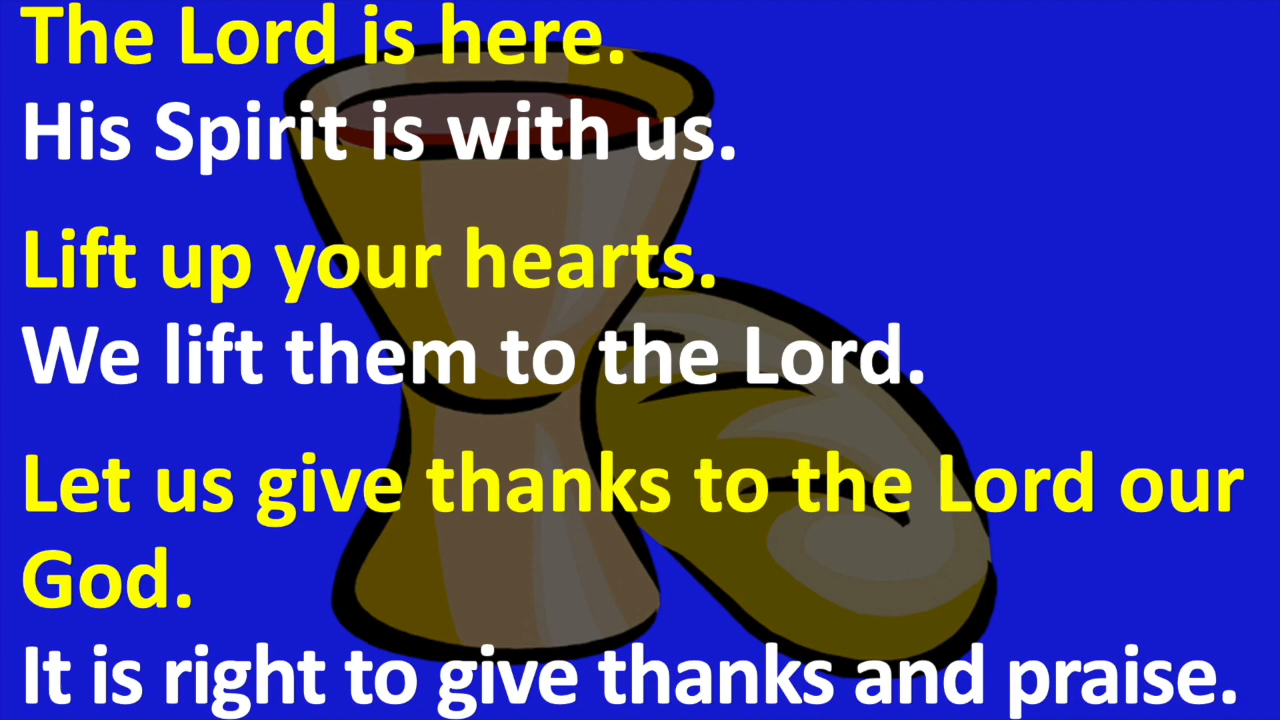 The Lord is here.
His Spirit is with us.
Lift up your hearts.
We lift them to the Lord.
Let us give thanks to the Lord our
God.
It is right to give thanks and praise.